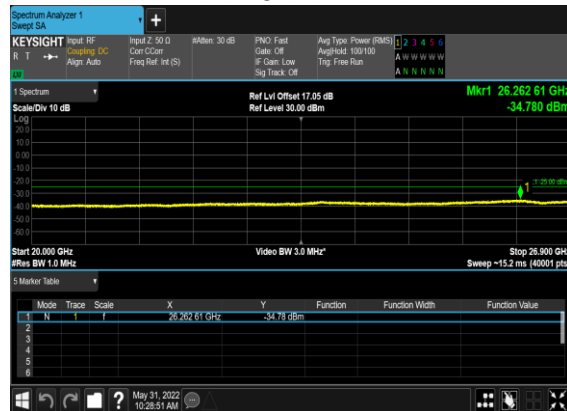 Spectrum Analyzer 1
Swept SA
KEYSIGHT Input: RF Input Z: 50 Ω #Atten: 30 dB PNO: Fast Avg Type: Power (RMS) 1 2 3 4 5 6
R T Coupling: DC Corr CCorr Gate: Off Avg|Hold: 100/100 A W W W W W
Align: Auto Freq Ref: Int (S) IF Gain: Low Trig: Free Run
Sig Track: Off A N N N N N
1 Spectrum Ref Lvl Offset 17.05 dB Mkr1 26.262 61 GHz
Scale/Div 10 dB Ref Level 30.00 dBm -34.780 dBm
Log
20.0
10.0
0.00
-10.0
-20.0
-30.0
1
-40.0
-50.0
-60.0
Start 20.000 GHz Video BW 3.0 MHz* Stop 26.900 GHz
#Res BW 1.0 MHz Sweep ~15.2 ms (40001 pts
5 Marker Table
Mode Trace Scale X Y Function Function Width Function Value
1 N 1 f 26.262 61 GHz -34.78 dBm
2
3
4
5
6
? May 31, 2022
10:28:51 AM